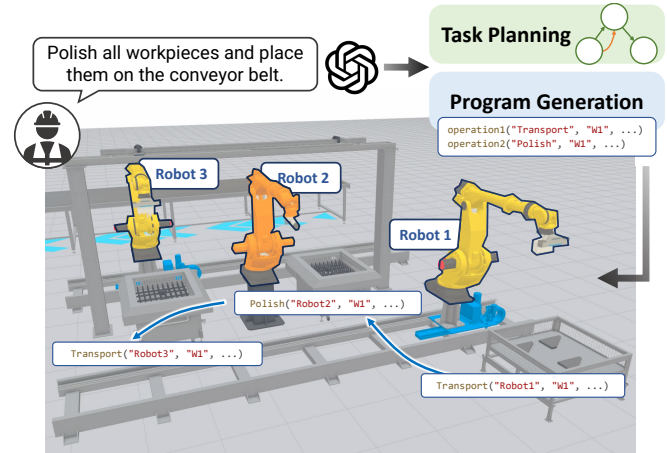 Polish all workpieces and place
them on the conveyor belt.
Task Planning
Program Generation
operation1("Transport", "W1", ...)
operation2("Polish", "W1", ...)
Robot 3
Robot 2
Robot 1
Polish("Robot2", "W1", ...)
Transport("Robot3", "W1", ...)
Transport("Robot1", "W1", ...)